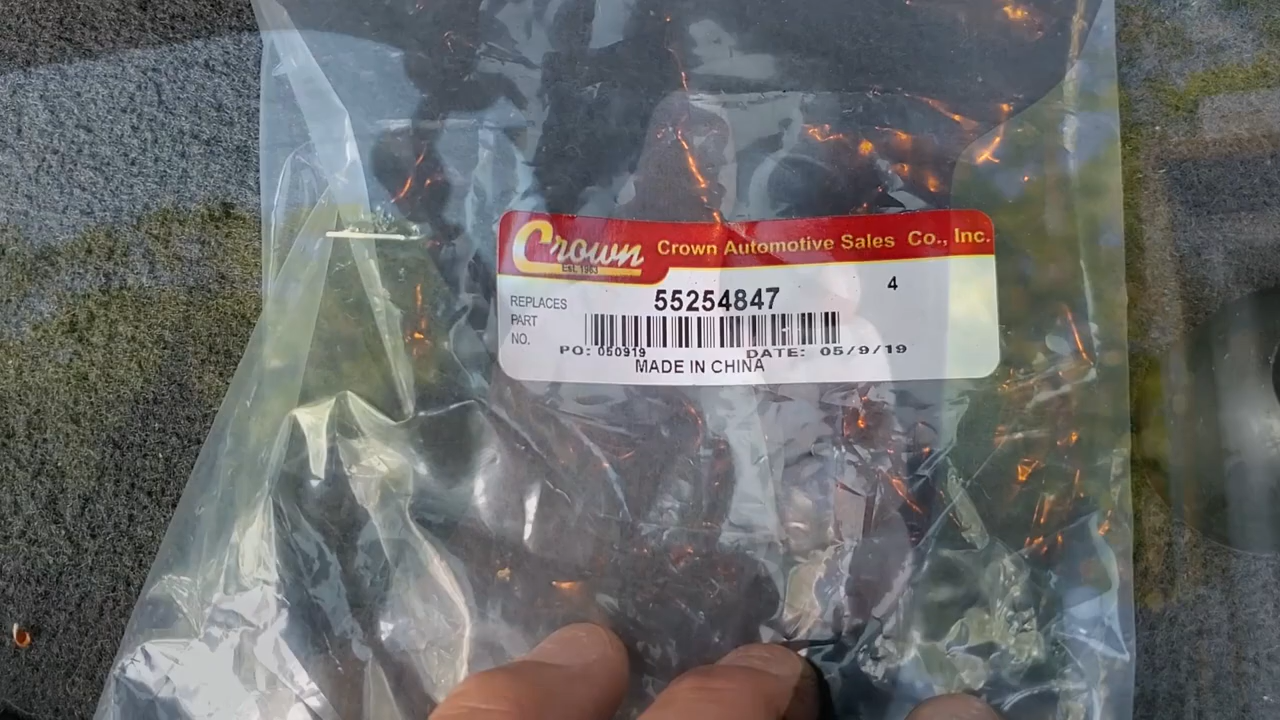 Crown
Est. 1963
Crown Automotive Sales Co., Inc.
4
REPLACES
PART
NO.
55254847
PO: 050919
DATE: 05/9/19
MADE IN CHINA